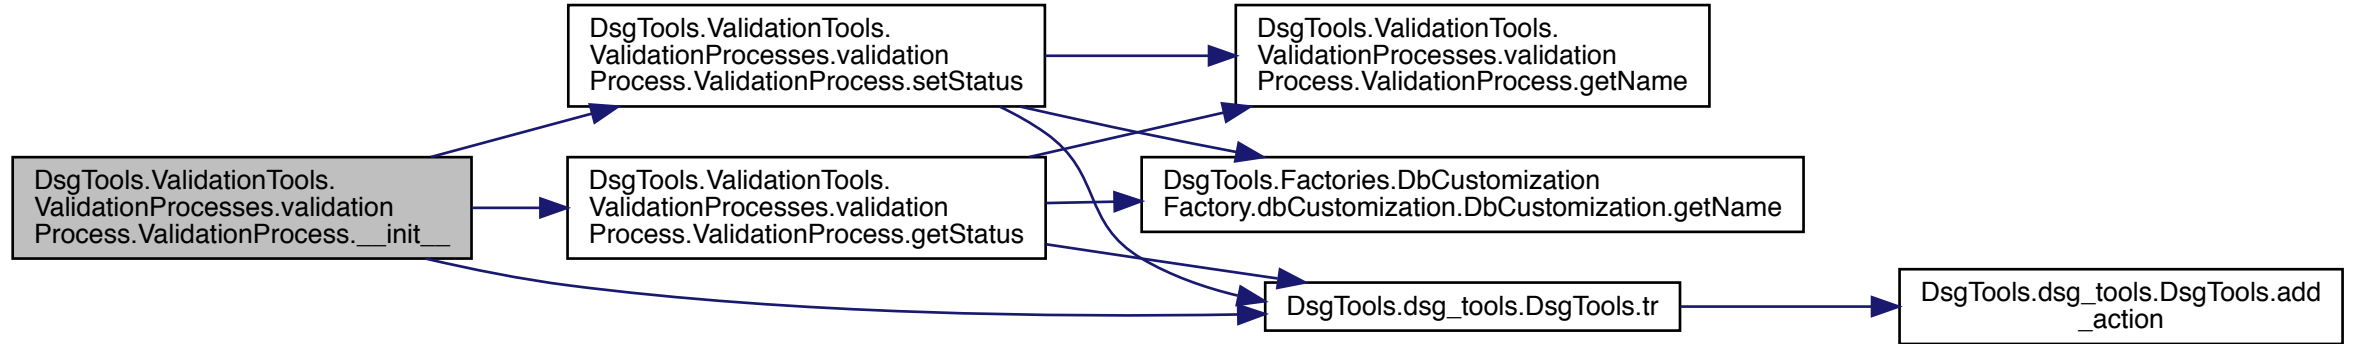 DsgTools.ValidationTools.
ValidationProcesses.validation
Process.ValidationProcess.__init__
DsgTools.ValidationTools.
ValidationProcesses.validation
Process.ValidationProcess.setStatus
DsgTools.ValidationTools.
ValidationProcesses.validation
Process.ValidationProcess.getStatus
DsgTools.ValidationTools.
ValidationProcesses.validation
Process.ValidationProcess.getName
DsgTools.Factories.DbCustomization
Factory.dbCustomization.DbCustomization.getName
DsgTools.dsg_tools.DsgTools.tr
DsgTools.dsg_tools.DsgTools.add
_action